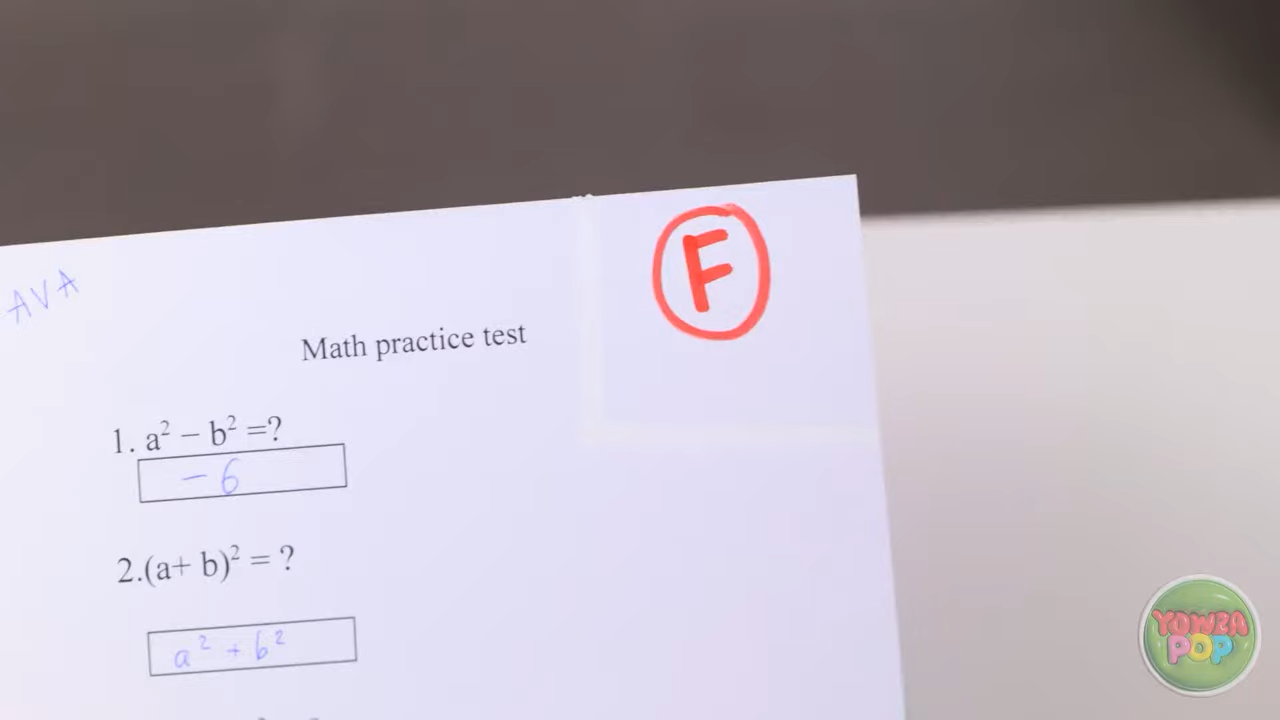 AVA
F
Math practice test
1. a² − b² =?
− 6
2.(a+ b)² = ?
a² + b²
YOWZA
POP